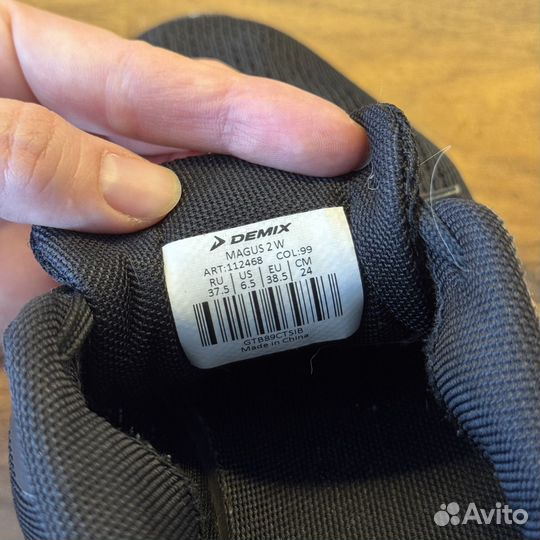 DEMIX
MAGUS 2 W
ART:112468 COL:99
RU US EU CM
37.5 6.5 38.5 24
GTB89CTSIB
Made in China
Avito